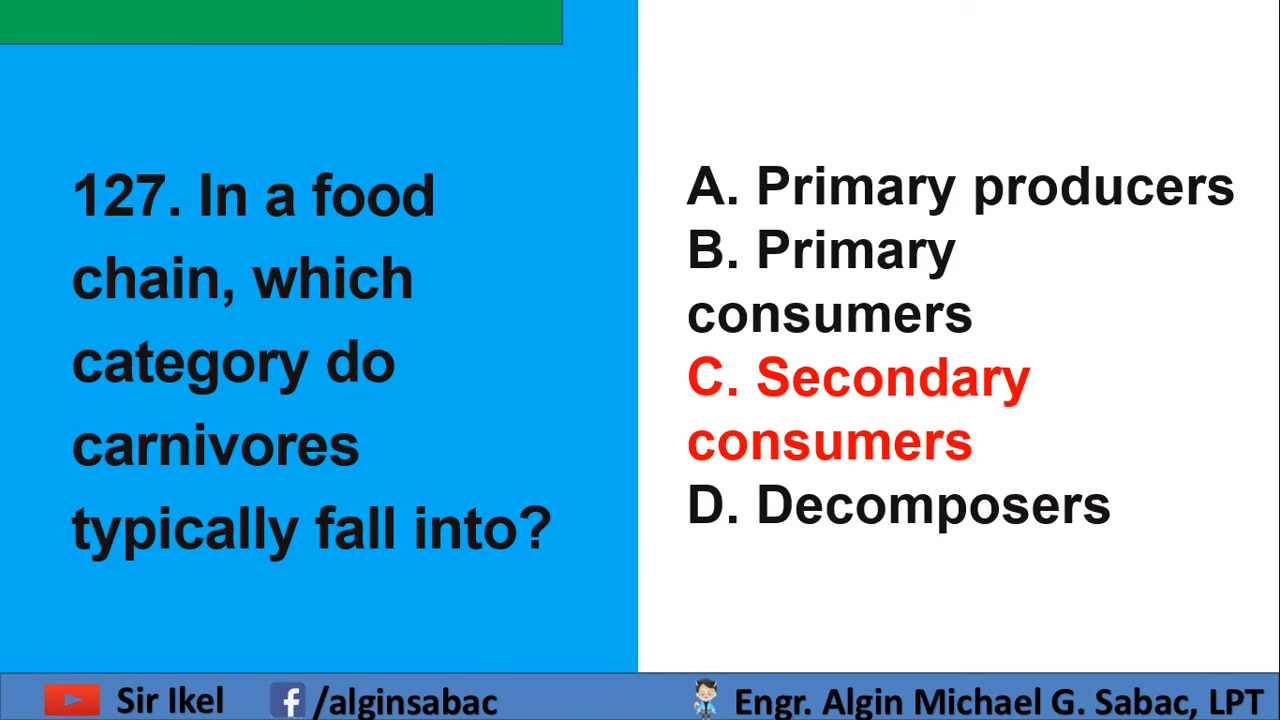 127. In a food
chain, which
category do
carnivores
typically fall into?
A. Primary producers
B. Primary
consumers
C. Secondary
consumers
D. Decomposers
Sir Ikel
/alginsabac
Engr. Algin Michael G. Sabac, LPT